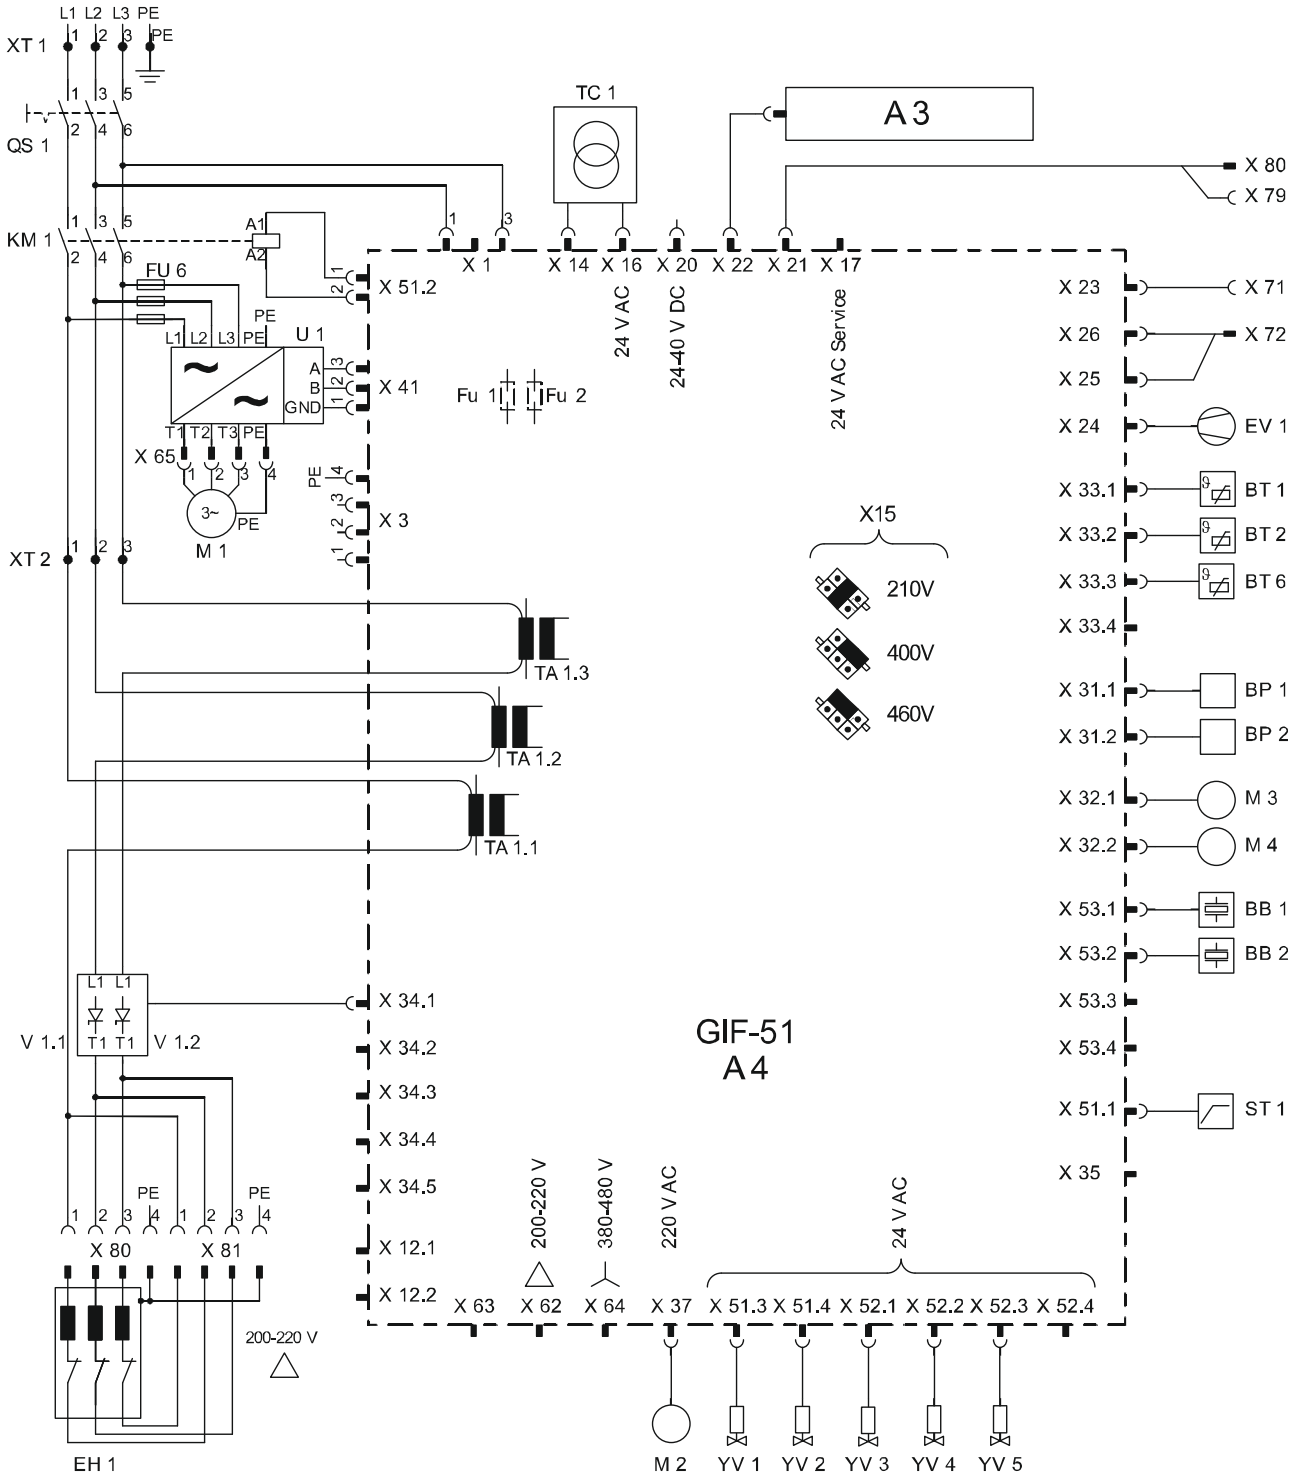 L1 L2 L3 PE
XT 1 1 2 3 PE
TC 1
A 3
1 3 5
QS 1 2 4 6
X 80
X 79
1 3 5 A1 1 3
KM 1 2 4 6 A2
X 1 X 14 X 16 X 20 X 22 X 21 X 17
FU 6
1 2 X 51.2
24 V AC
24-40 V DC
24 V AC Service
X 23 X 71
X 26 X 72
X 25
L1 L2 L3 PE PE U 1
~
~
A 3
B 2 X 41
GND 1
Fu 1 Fu 2
X 24 EV 1
T1 T2 T3 PE
X 65 1 2 3 4
3~ PE
M 1
PE 4
3
2 X 3
1
X 33.1 ϑ BT 1
X 33.2 ϑ BT 2
X 33.3 ϑ BT 6
X 33.4
X15
210V
400V
460V
XT 2 1 2 3
TA 1.3
TA 1.2
TA 1.1
X 31.1 BP 1
X 31.2 BP 2
X 32.1 M 3
X 32.2 M 4
X 53.1 BB 1
X 53.2 BB 2
X 53.3
X 53.4
X 51.1 ST 1
X 35
L1 L1
V 1.1 T1 T1 V 1.2
X 34.1
X 34.2
X 34.3
X 34.4
X 34.5
X 12.1
X 12.2
GIF-51
A 4
PE PE
1 2 3 4 1 2 3 4
X 80 X 81
200-220 V
380-480 V
220 V AC
24 V AC
X 63 X 62 X 64 X 37 X 51.3 X 51.4 X 52.1 X 52.2 X 52.3 X 52.4
200-220 V
EH 1
M 2 YV 1 YV 2 YV 3 YV 4 YV 5